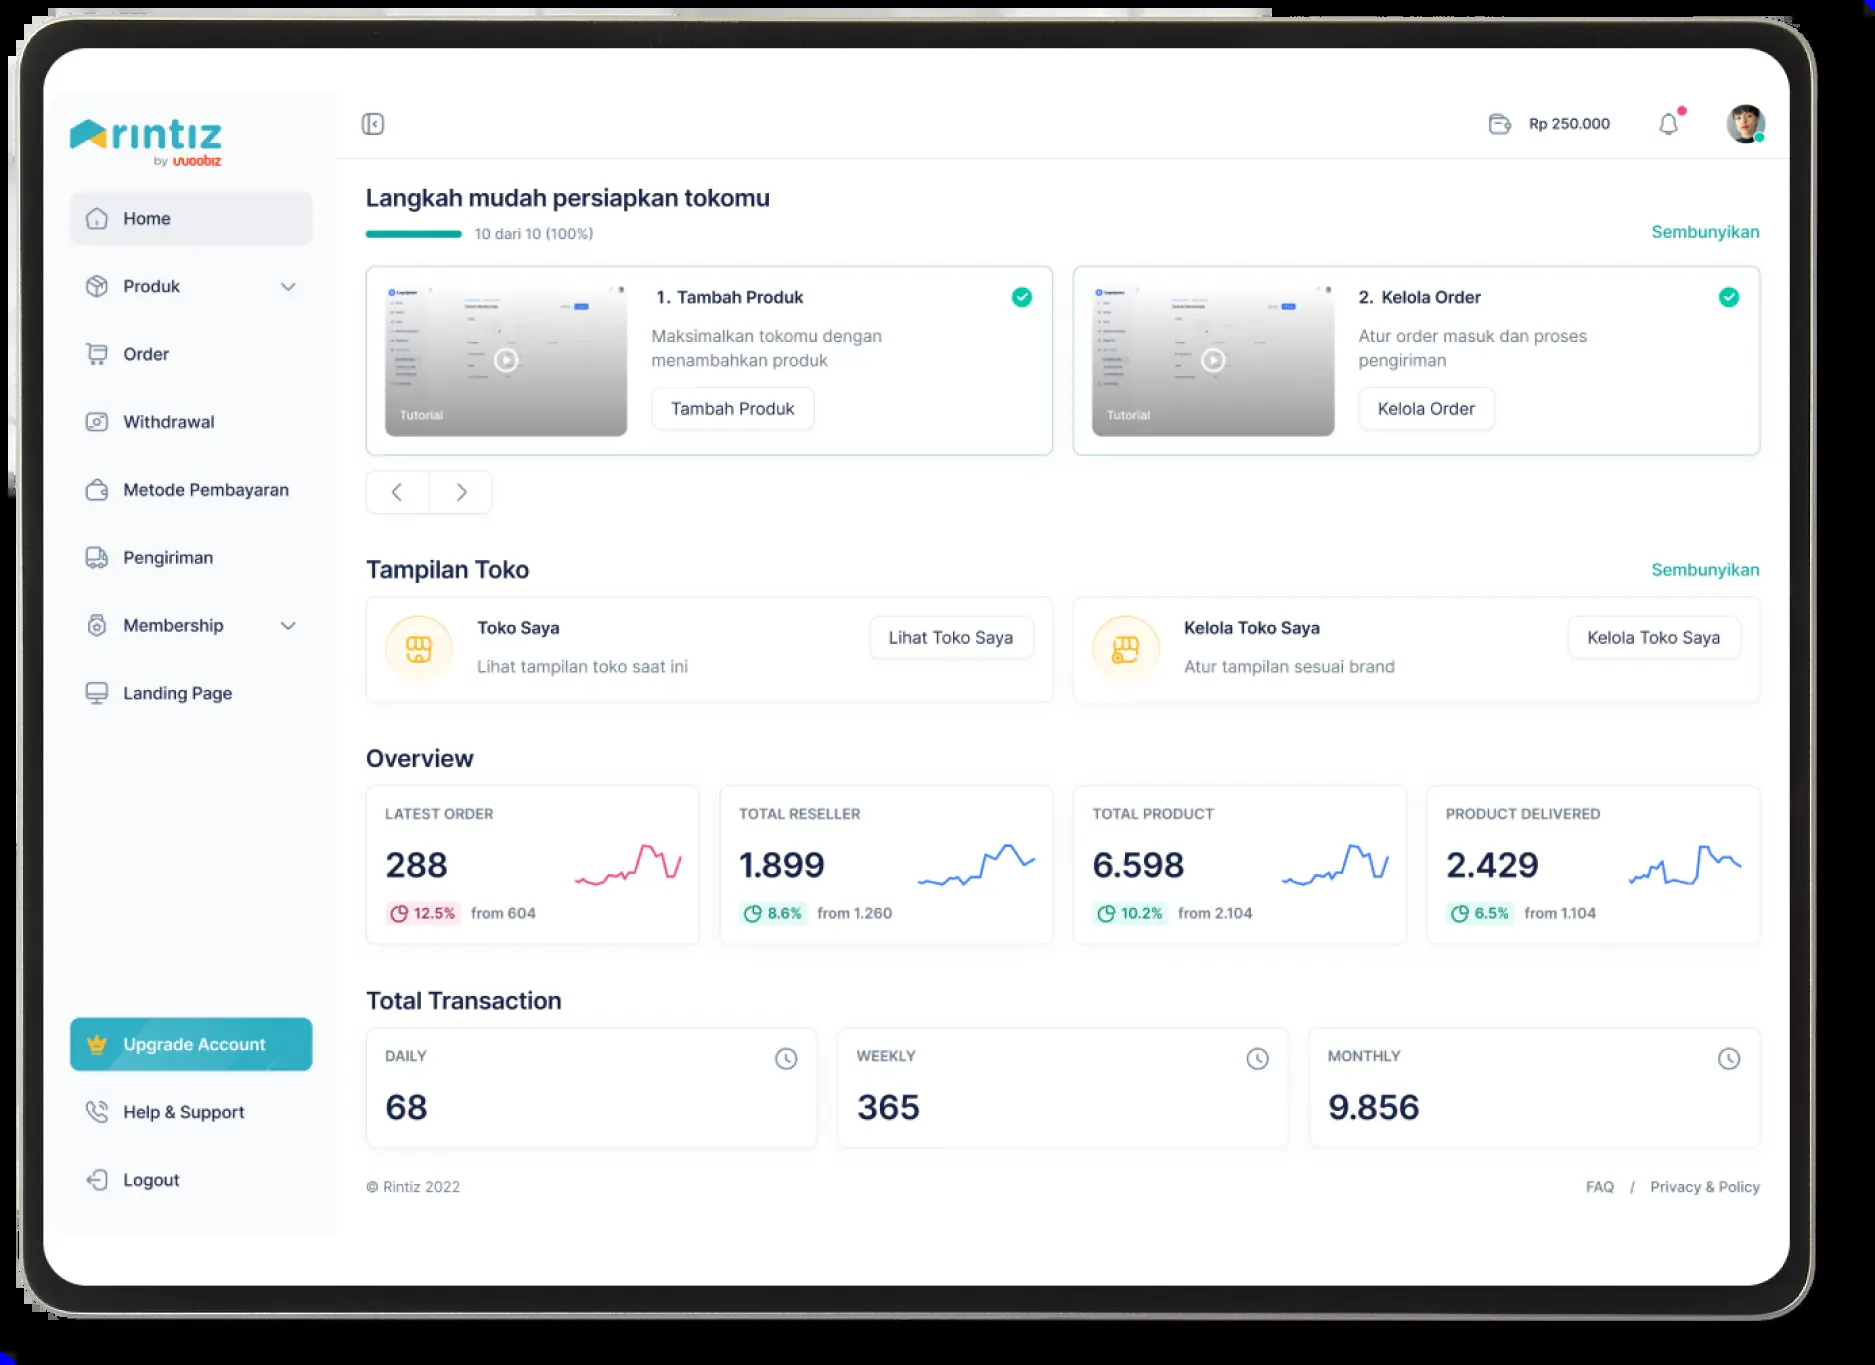 rintiz
by woobiz
Rp 250.000
Home
Produk
Order
Withdrawal
Metode Pembayaran
Pengiriman
Membership
Landing Page
Upgrade Account
Help & Support
Logout
Langkah mudah persiapkan tokomu
10 dari 10 (100%)
Sembunyikan
Tutorial
1. Tambah Produk
Maksimalkan tokomu dengan
menambahkan produk
Tambah Produk
Tutorial
2. Kelola Order
Atur order masuk dan proses
pengiriman
Kelola Order
Tampilan Toko
Sembunyikan
Toko Saya
Lihat tampilan toko saat ini
Lihat Toko Saya
Kelola Toko Saya
Atur tampilan sesuai brand
Kelola Toko Saya
Overview
LATEST ORDER
288
12.5% from 604
TOTAL RESELLER
1.899
8.6% from 1.260
TOTAL PRODUCT
6.598
10.2% from 2.104
PRODUCT DELIVERED
2.429
6.5% from 1.104
Total Transaction
DAILY
68
WEEKLY
365
MONTHLY
9.856
© Rintiz 2022
FAQ / Privacy & Policy